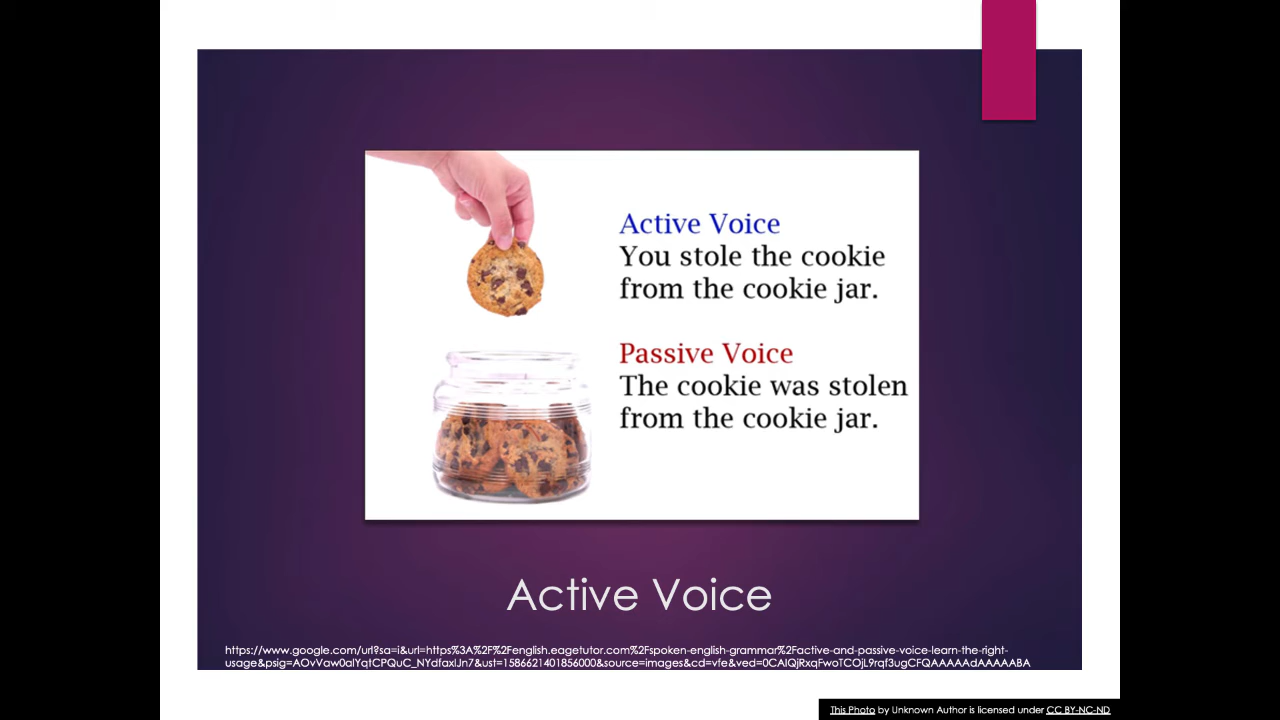 Active Voice
You stole the cookie
from the cookie jar.
Passive Voice
The cookie was stolen
from the cookie jar.
Active Voice
https://www.google.com/url?sa=i&url=https%3A%2F%2Fenglish.eagetutor.com%2Fspoken-english-grammar%2Factive-and-passive-voice-learn-the-right-
usage&psig=AOvVaw0alYqtCPQuC_NYdfaxlJn7&ust=1586621401856000&source=images&cd=vfe&ved=0CAIQjRxqFwoTCOjL9rqf3ugCFQAAAAAdAAAAABA
This Photo by Unknown Author is licensed under CC BY-NC-ND